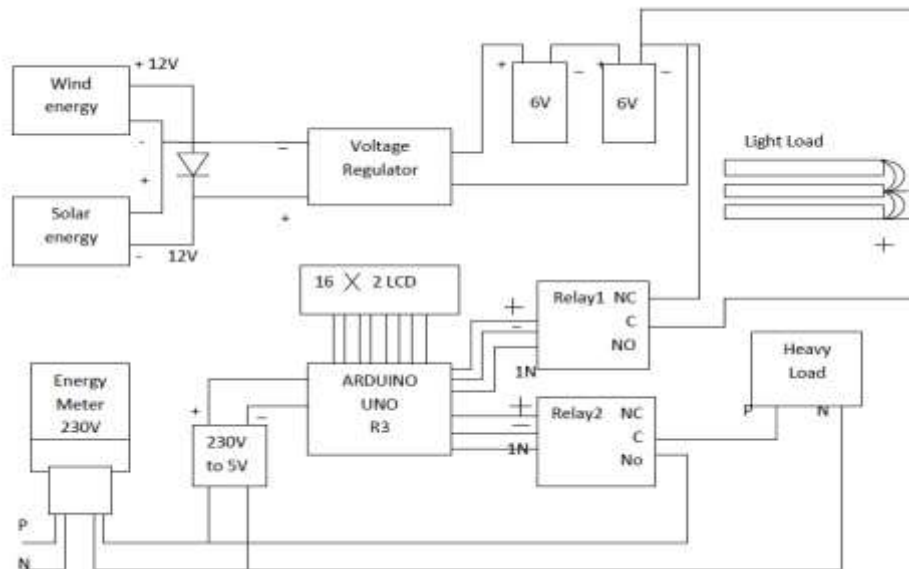 + 12V
Wind
energy
-
+
Solar
energy
- 12V
−
Voltage
Regulator
+
+
6V
−
+
6V
−
Light Load
+
16 X 2 LCD
+
−
1N
Relay1 NC
C
NO
Heavy
Load
P N
Energy
Meter
230V
+
−
230V
to 5V
ARDUINO
UNO
R3
+
−
1N
Relay2 NC
C
No
P
N